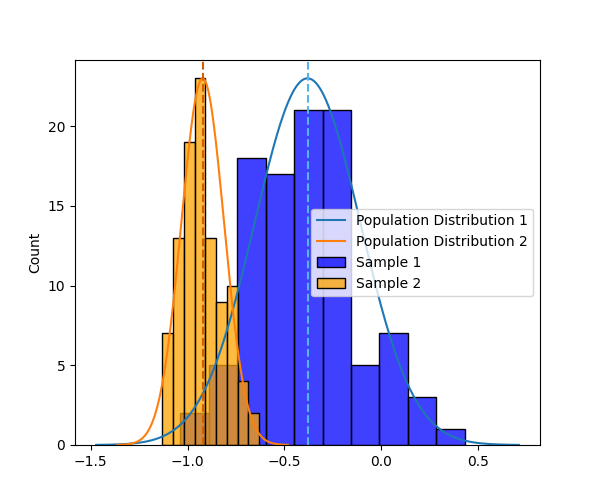 Count
20
15
10
5
0
−1.5 −1.0 −0.5 0.0 0.5
Population Distribution 1
Population Distribution 2
Sample 1
Sample 2